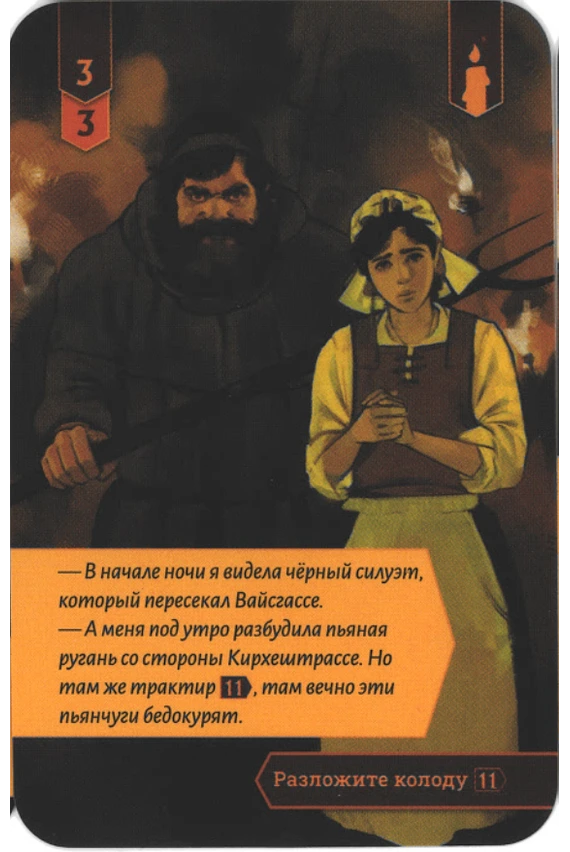 3
3
— В начале ночи я видела чёрный силуэт,
который пересекал Вайсгассе.
— А меня под утро разбудила пьяная
ругань со стороны Кирхештрассе. Но
там же трактир 11, там вечно эти
пьянчуги бедокурят.
Разложите колоду 11